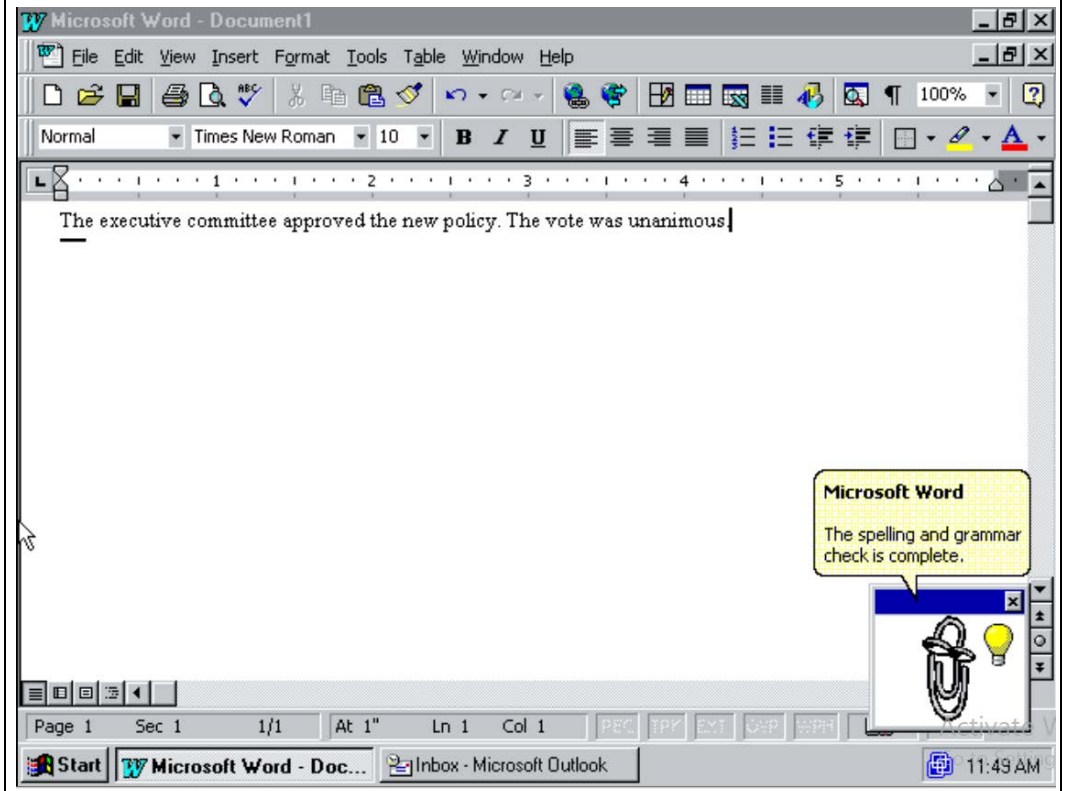 Microsoft Word - Document1
File Edit View Insert Format Tools Table Window Help
ABC 100%
Normal Times New Roman 10 B I U A
1 2 3 4 5
The executive committee approved the new policy. The vote was unanimous.
Microsoft Word
The spelling and grammar
check is complete.
Page 1 Sec 1 1/1 At 1" Ln 1 Col 1 REC TRK EXT OVR WPH
Start Microsoft Word - Doc... Inbox - Microsoft Outlook 11:49 AM